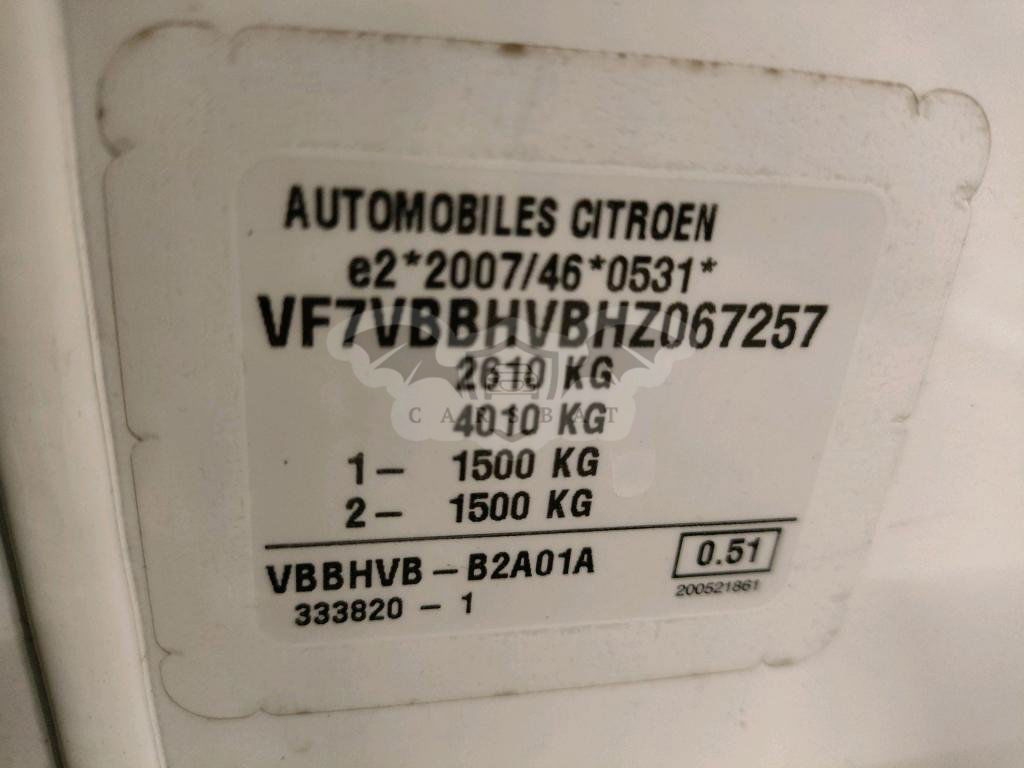 AUTOMOBILES CITROEN
e2*2007/46*0531*
VF7VBBHVBHZ067257
2610 KG
CARSBAT
4010 KG
1- 1500 KG
2- 1500 KG
VBBHVB-B2A01A
0.51
333820-1
200521861